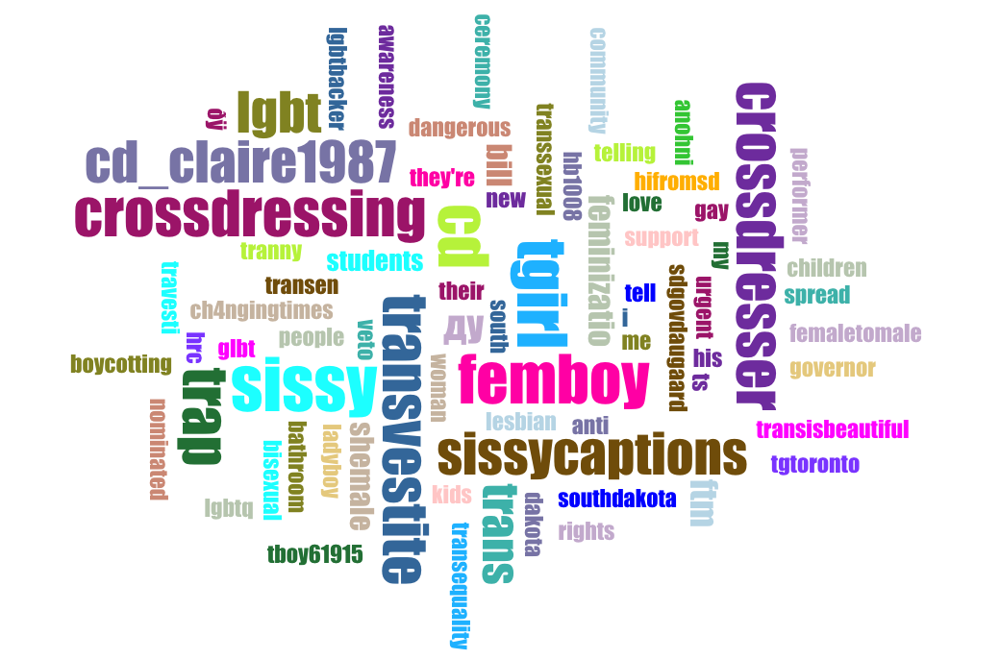 ceremony
lgbtbacker
awareness
community
ðŸ
lgbt
dangerous
transsexual
anohni
crossdresser
cd_claire1987
they're
bill
hb1008
telling
hifromsd
performer
crossdressing
new
feminizatio
love
gay
cd
support
tranny
students
tgirl
my
children
travesti
transen
their
tell
sdgovdaugaard
urgent
spread
ch4ngingtimes
transvestite
ду
south
i
femaletomale
hrc
glbt
people
veto
me
his
boycotting
trap
sissy
woman
femboy
ts
governor
nominated
lesbian
anti
transisbeautiful
bisexual
bathroom
ladyboy
shemale
sissycaptions
tgtoronto
lgbtq
kids
trans
dakota
southdakota
ftm
rights
tboy61915
transequality